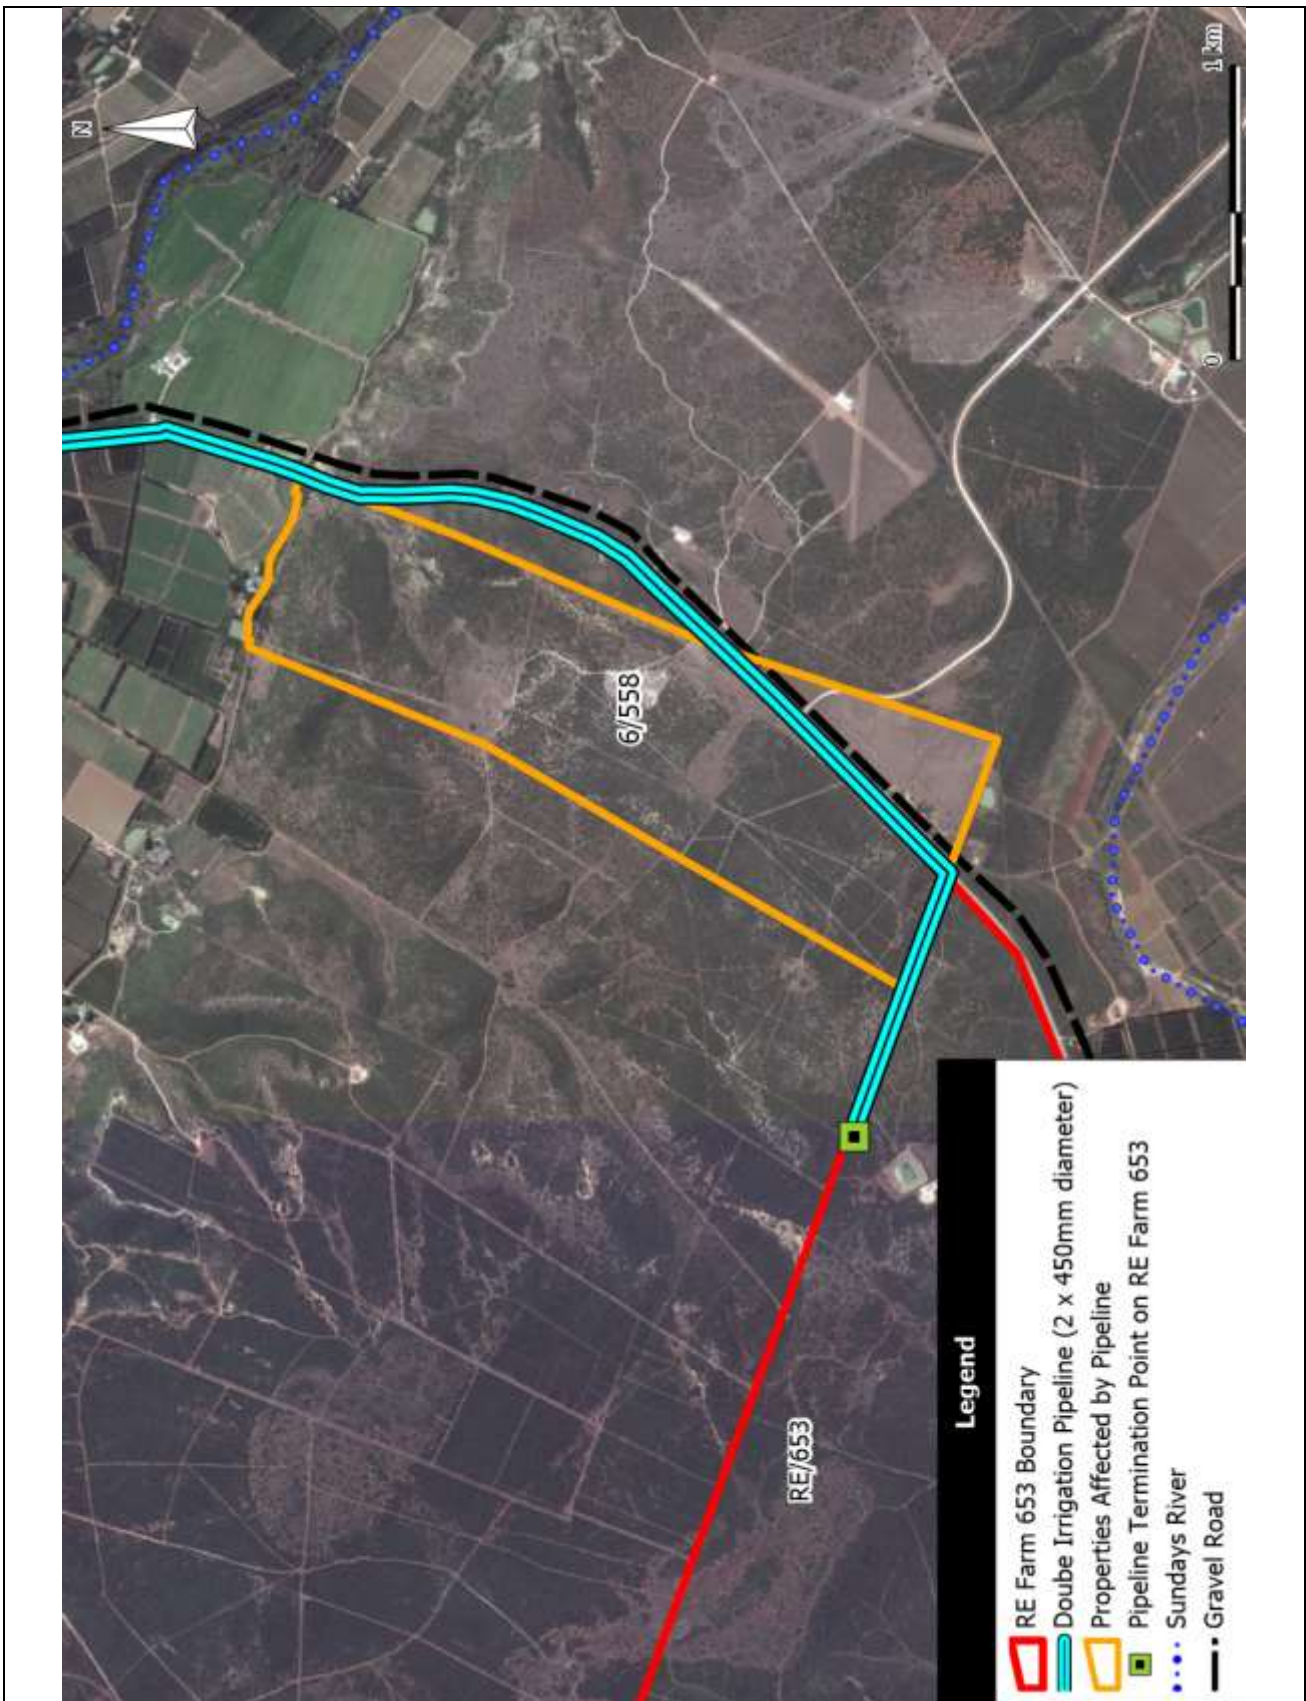 N
6/558
RE/653
0 1 km
Legend
RE Farm 653 Boundary
Doube Irrigation Pipeline (2 x 450mm diameter)
Properties Affected by Pipeline
Pipeline Termination Point on RE Farm 653
Sundays River
Gravel Road